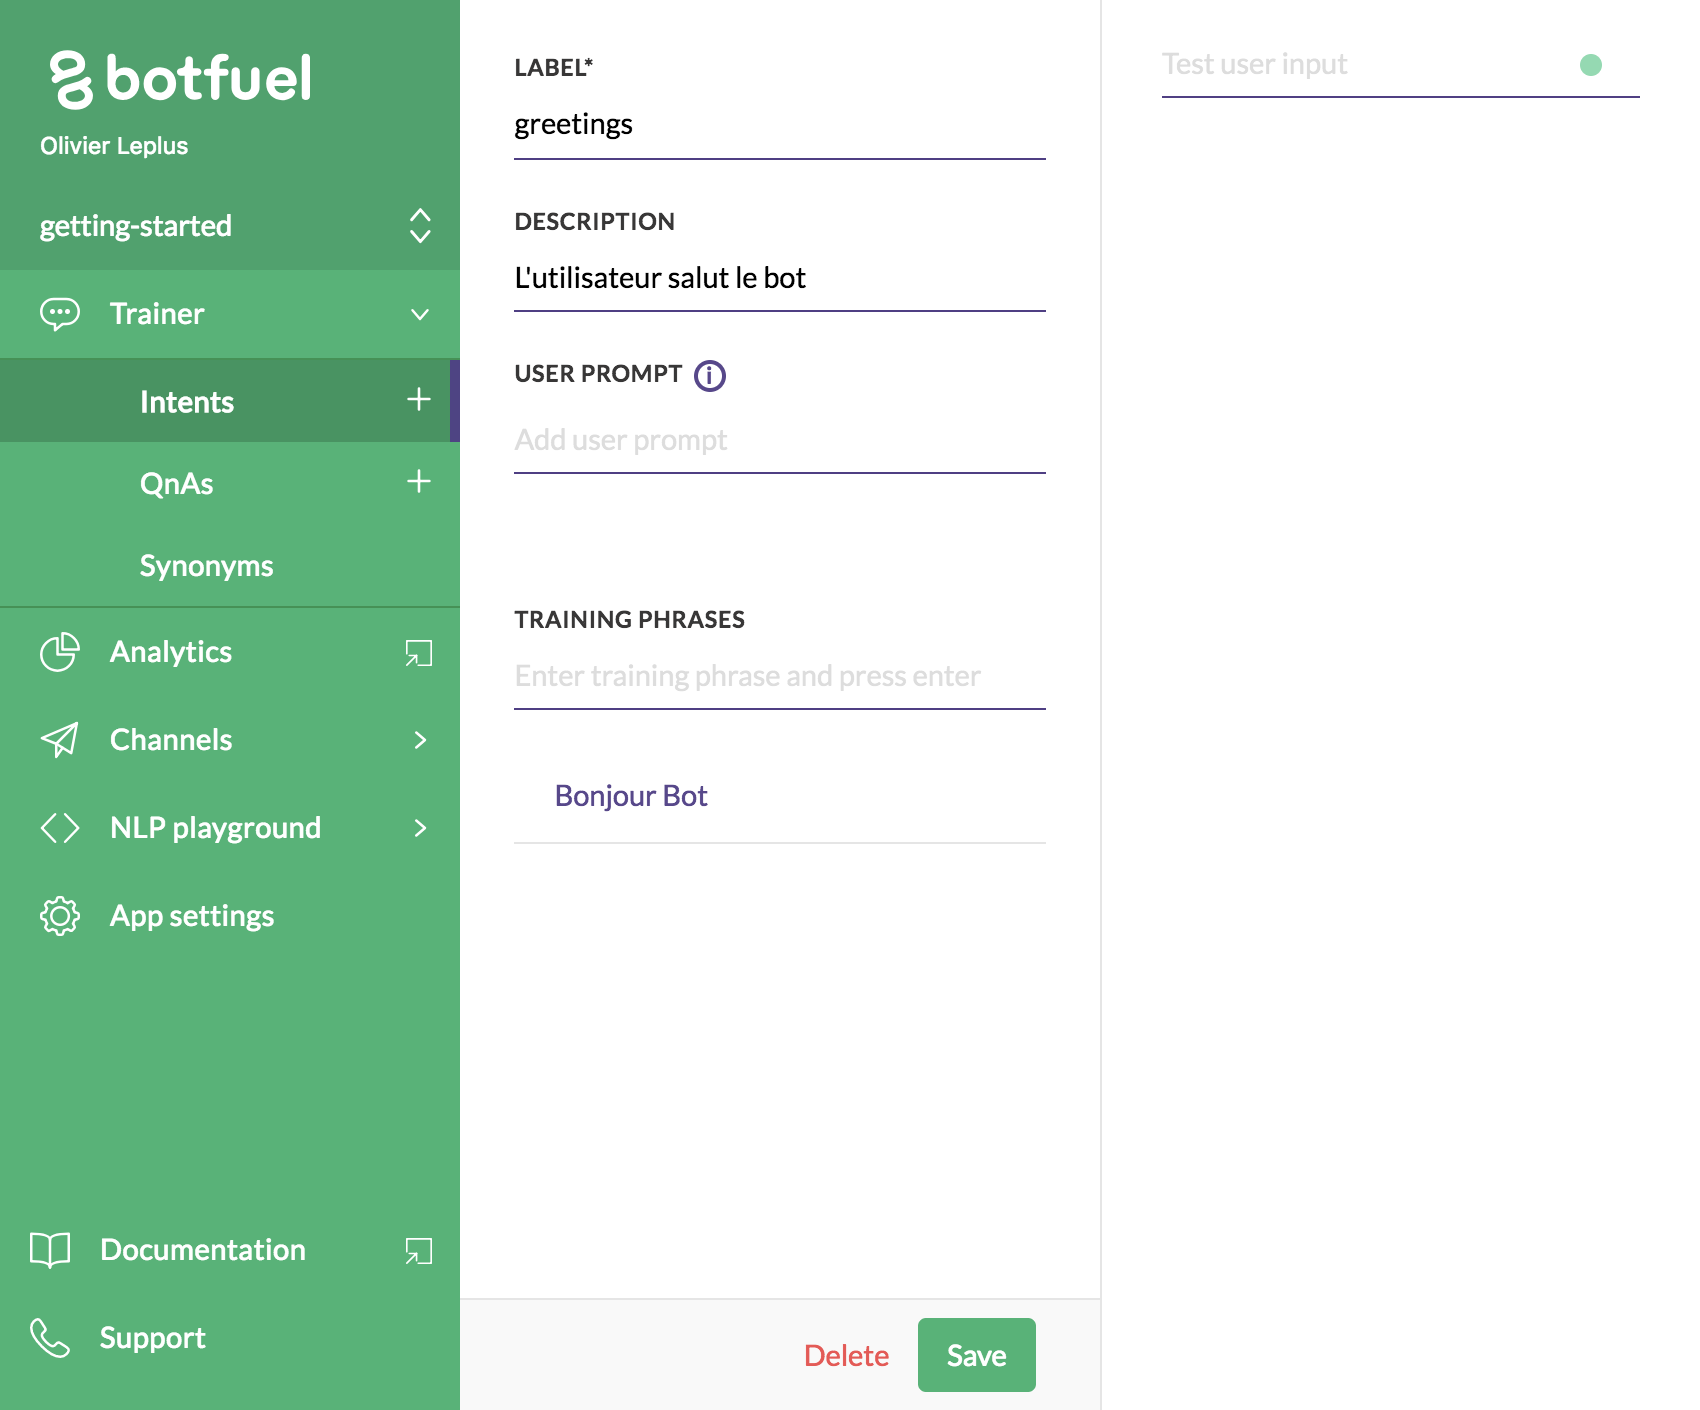 botfuel
Olivier Leplus
getting-started
Trainer
Intents
QnAs
Synonyms
Analytics
Channels
NLP playground
App settings
Documentation
Support
LABEL*
greetings
DESCRIPTION
L'utilisateur salut le bot
USER PROMPT
Add user prompt
TRAINING PHRASES
Enter training phrase and press enter
Bonjour Bot
Delete
Save
Test user input